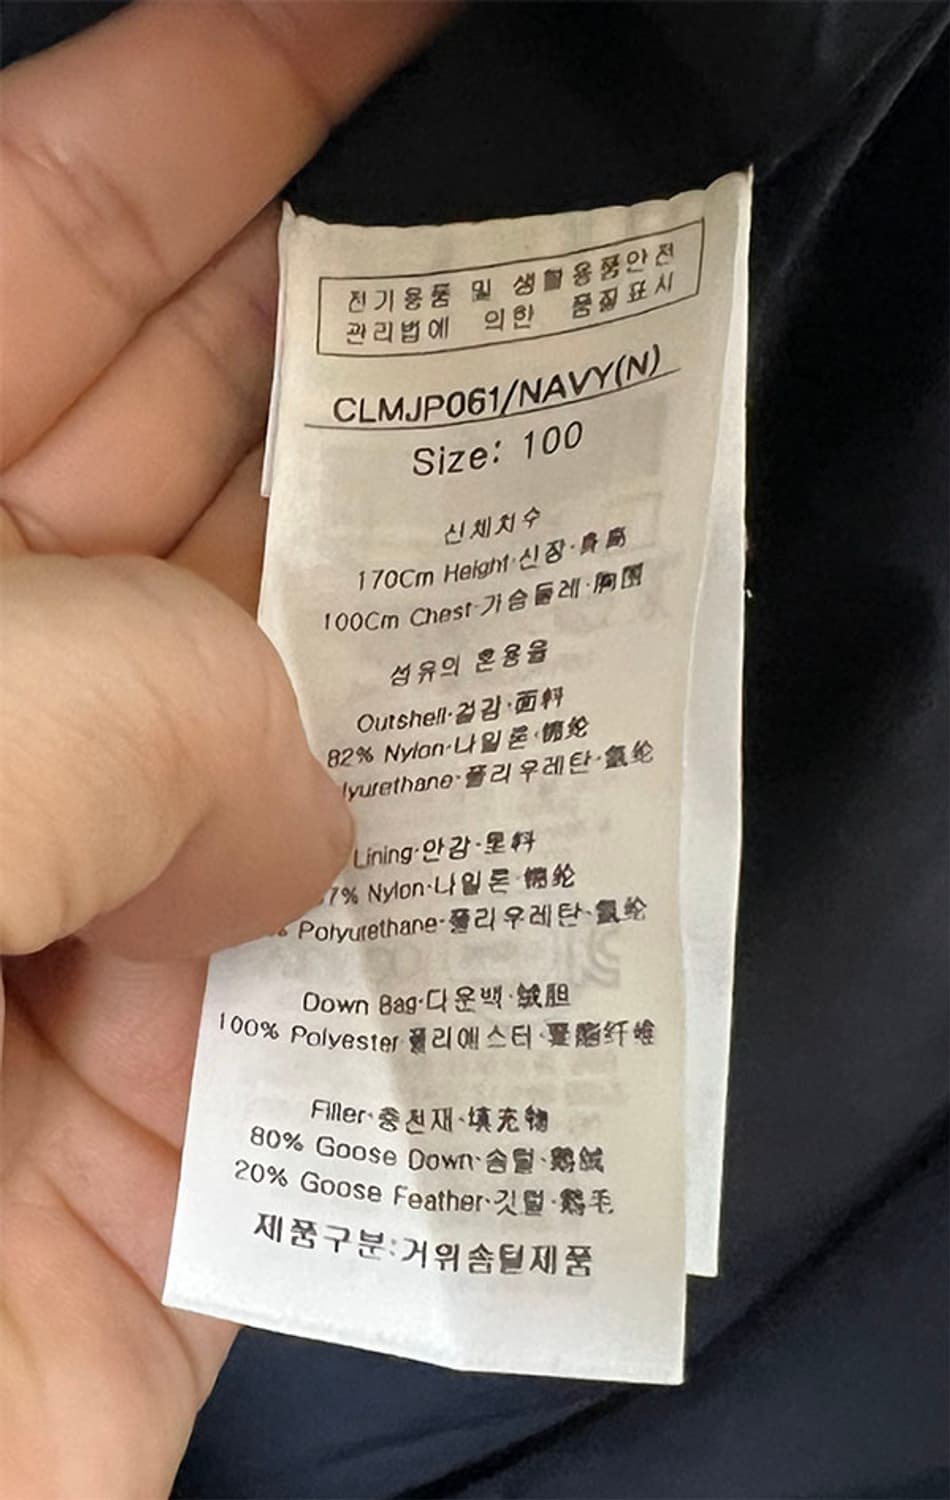 전기용품 및 생활용품안전
관리법에 의한 품질표시
CLMJP061/NAVY(N)
Size: 100
신체치수
170Cm Height·신장·身高
100Cm Chest·가슴둘레·胸围
섬유의 혼용율
Outshell·겉감·面料
82% Nylon·나일론·锦纶
lyurethane·폴리우레탄·氨纶
Lining·안감·里料
7% Nylon·나일론·锦纶
% Polyurethane·폴리우레탄·氨纶
Down Bag·다운백·绒胆
100% Polyester 폴리에스터·聚酯纤维
Filler·충전재·填充物
80% Goose Down·솜털·鹅绒
20% Goose Feather·깃털·鹅毛
제품구분:거위솜털제품